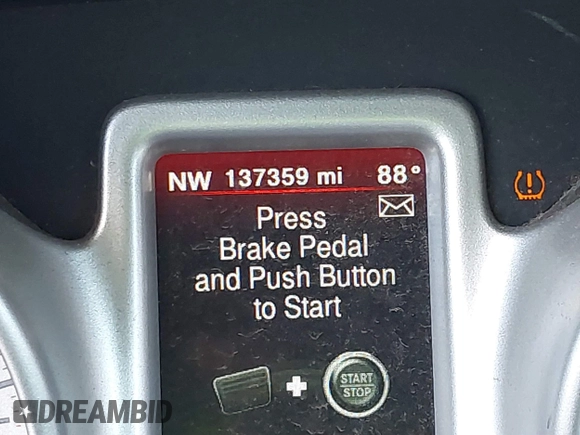 NW 137359 mi 88°
Press
Brake Pedal
and Push Button
to Start
START
STOP
DREAMBID